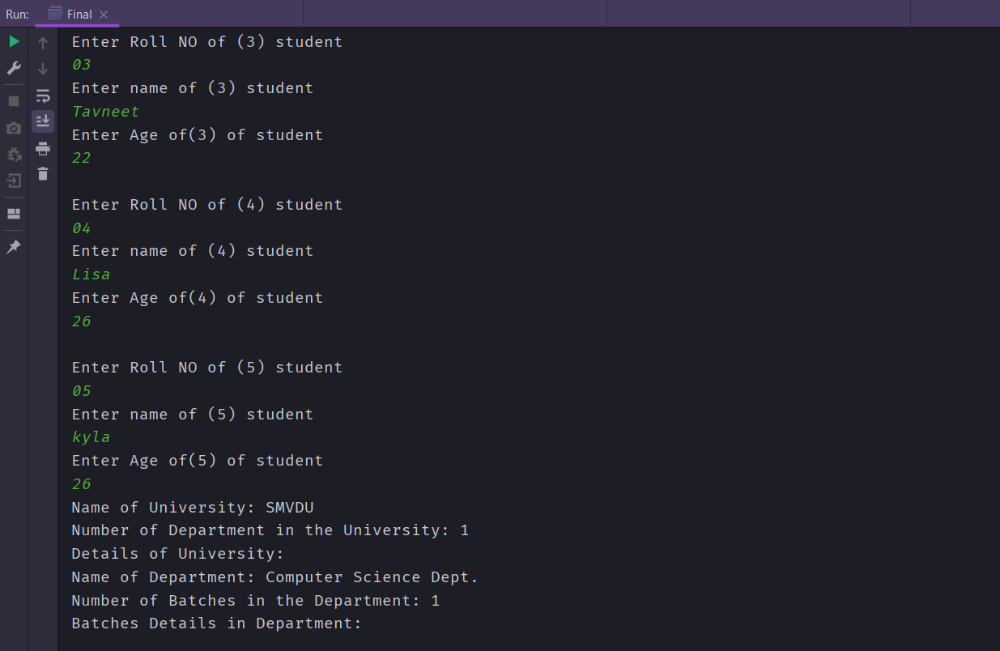 Run: Final
Enter Roll NO of (3) student
03
Enter name of (3) student
Tavneet
Enter Age of(3) of student
22
Enter Roll NO of (4) student
04
Enter name of (4) student
Lisa
Enter Age of(4) of student
26
Enter Roll NO of (5) student
05
Enter name of (5) student
kyla
Enter Age of(5) of student
26
Name of University: SMVDU
Number of Department in the University: 1
Details of University:
Name of Department: Computer Science Dept.
Number of Batches in the Department: 1
Batches Details in Department: